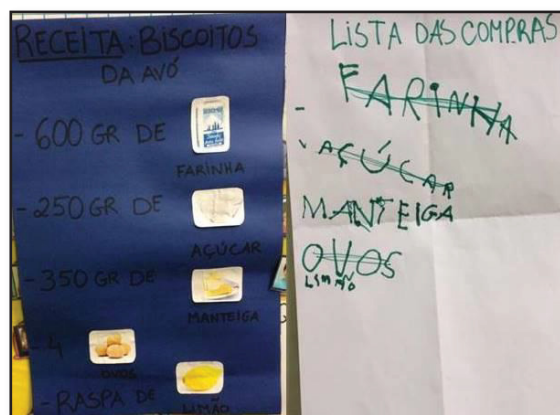 RECEITA: BISCOITOS
DA AVÓ
- 600 GR DE
FARINHA
- 250 GR DE
AÇÚCAR
- 350 GR DE
MANTEIGA
- 4
OVOS
- RASPA DE
LIMÃO
LISTA DAS COMPRAS
- FARINHA
- AÇÚCAR
MANTEIGA
OVOS
LIMÃO